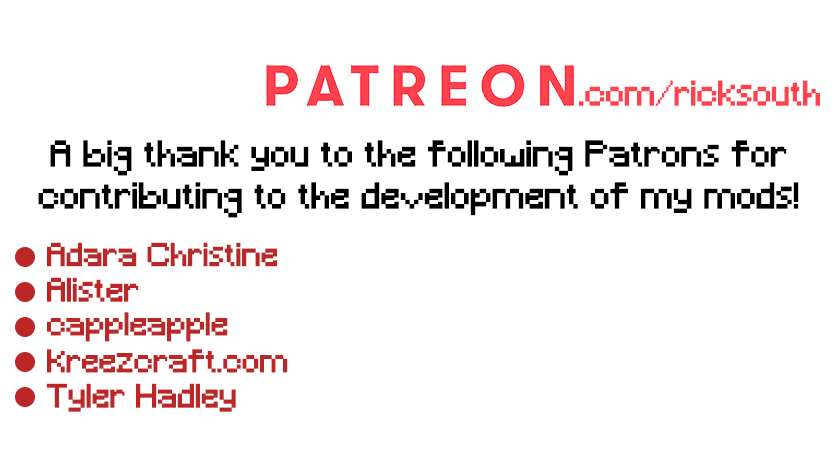 PATREON.com/ricksouth
A big thank you to the following Patrons for
contributing to the development of my mods!
Adara Christine
Alister
cappleapple
kreezcraft.com
Tyler Hadley